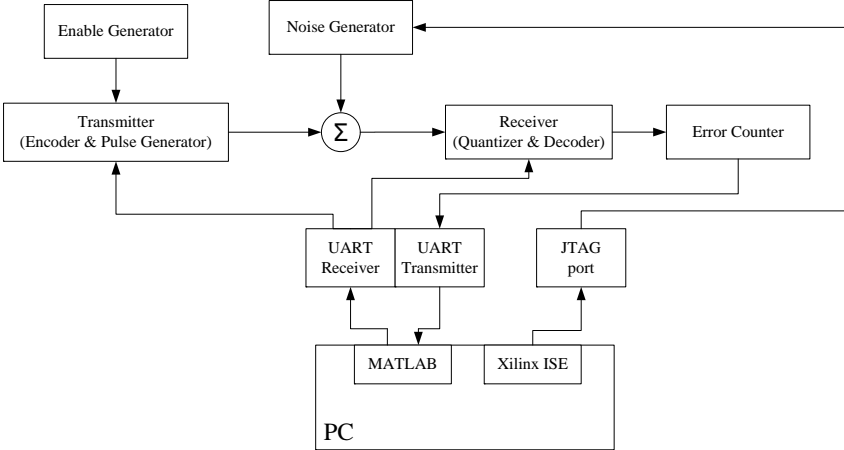 Enable Generator
Noise Generator
Transmitter
(Encoder & Pulse Generator)
Σ
Receiver
(Quantizer & Decoder)
Error Counter
UART
Receiver
UART
Transmitter
JTAG
port
MATLAB
Xilinx ISE
PC